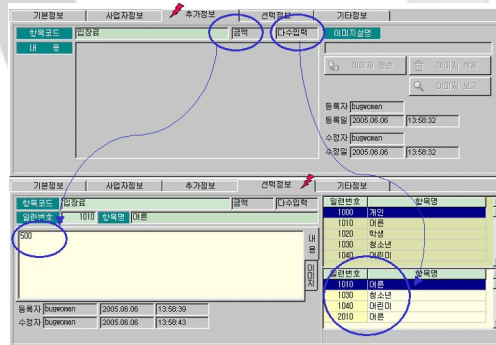 기본정보 사업자정보 추가정보 선택정보 기타정보
항목코드 입장료 금액 다수입력 이미지설명
내 용
이미지 전송 이미지 삭제
이미지 보기
등록자 bugwoman
등록일 2005.06.06 13:58:32
수정자 bugwoman
수정일 2005.06.06 13:58:32
기본정보 사업자정보 추가정보 선택정보 기타정보
항목코드 입장료 금액 다수입력
일련번호 1010 항목명 어른
500
내용
이미지
등록자 bugwoman 2005.06.06 13:58:39
수정자 bugwoman 2005.06.06 13:58:43
일련번호 항목명
1000 개인
1010 어른
1020 학생
1030 청소년
1040 어린이
일련번호 항목명
1010 어른
1030 청소년
1040 어린이
2010 어른